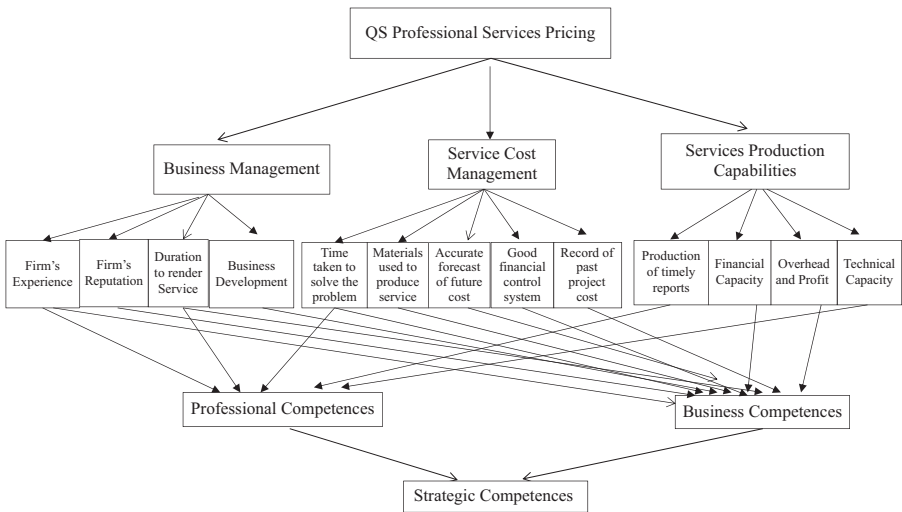 QS Professional Services Pricing
Business Management
Service Cost
Management
Services Production
Capabilities
Firm's
Experience
Firm's
Reputation
Duration
to render
Service
Business
Development
Time
taken to
solve the
problem
Materials
used to
produce
service
Accurate
forecast
of future
cost
Good
financial
control
system
Record of
past
project
cost
Production
of timely
reports
Financial
Capacity
Overhead
and Profit
Technical
Capacity
Professional Competences
Business Competences
Strategic Competences